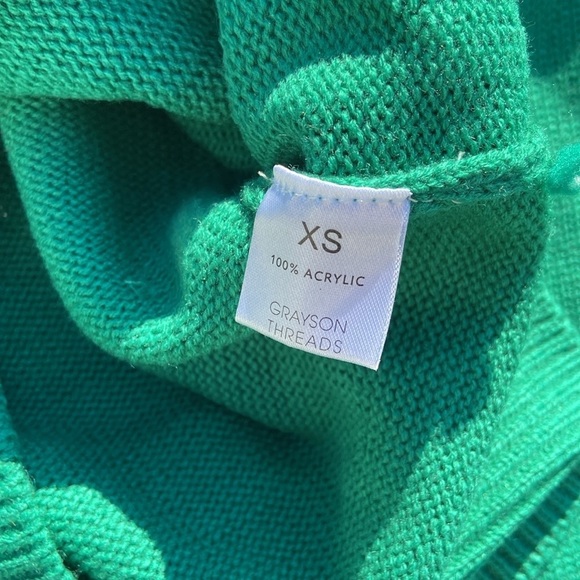 XS
100% ACRYLIC
GRAYSON
THREADS